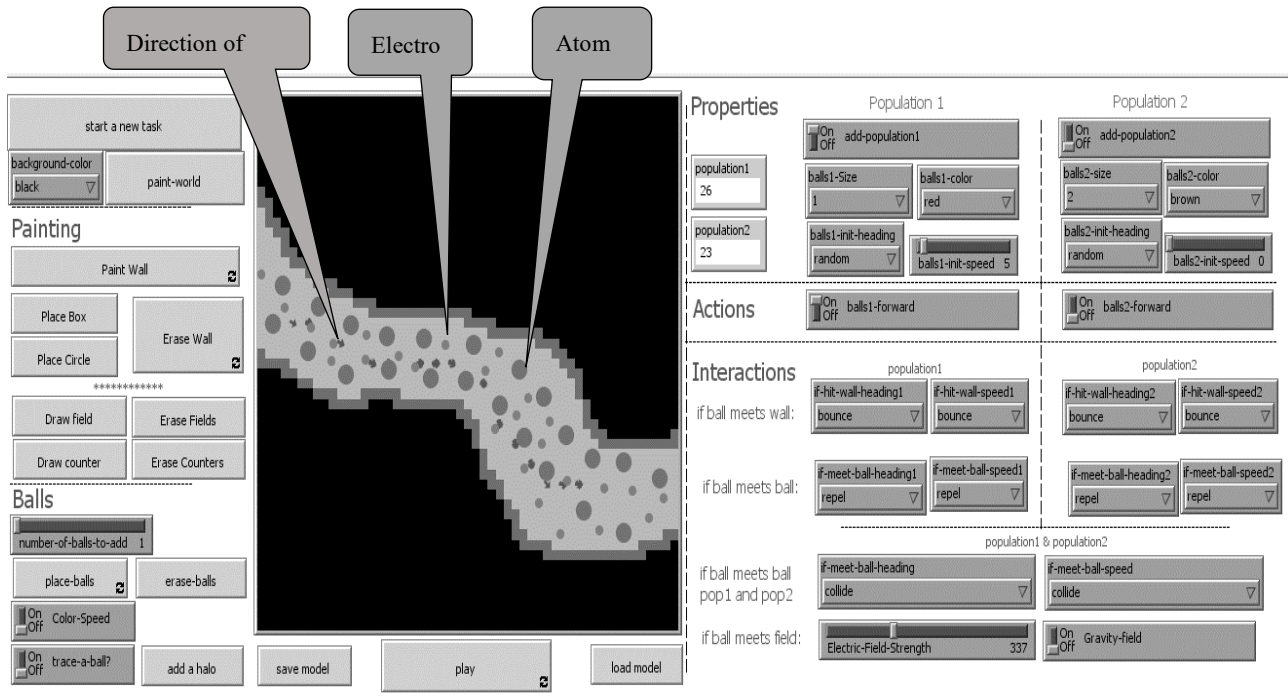 Direction of
Electro
Atom
start a new task
background-color
black
paint-world
Painting
Paint Wall
Place Box
Place Circle
Erase Wall
************
Draw field
Erase Fields
Draw counter
Erase Counters
Balls
number-of-balls-to-add 1
place-balls
erase-balls
On
Off
Color-Speed
On
Off
trace-a-ball?
add a halo
save model
play
load model
Properties
Population 1
Population 2
population1
26
population2
23
On
Off
add-population1
balls1-Size
1
balls1-color
red
balls1-init-heading
random
balls1-init-speed 5
On
Off
add-population2
balls2-size
2
balls2-color
brown
balls2-init-heading
random
balls2-init-speed 0
Actions
On
Off
balls1-forward
On
Off
balls2-forward
Interactions
population1
population2
if ball meets wall:
if-hit-wall-heading1
bounce
if-hit-wall-speed1
bounce
if-hit-wall-heading2
bounce
if-hit-wall-speed2
bounce
if ball meets ball:
if-meet-ball-heading1
repel
if-meet-ball-speed1
repel
if-meet-ball-heading2
repel
if-meet-ball-speed2
repel
population1 & population2
if ball meets ball
pop1 and pop2
if-meet-ball-heading
collide
if-meet-ball-speed
collide
if ball meets field:
Electric-Field-Strength 337
On
Off
Gravity-field